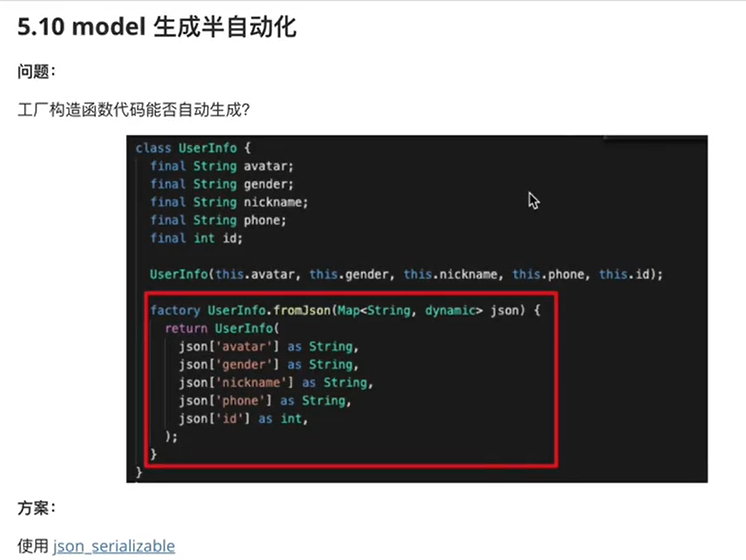 5.10 model 生成半自动化
问题：
工厂构造函数代码能否自动生成?
class UserInfo {
final String avatar;
final String gender;
final String nickname;
final String phone;
final int id;
UserInfo(this.avatar, this.gender, this.nickname, this.phone, this.id);
factory UserInfo.fromJson(Map<String, dynamic> json) {
return UserInfo(
json['avatar'] as String,
json['gender'] as String,
json['nickname'] as String,
json['phone'] as String,
json['id'] as int,
);
}
}
方案：
使用 json_serializable